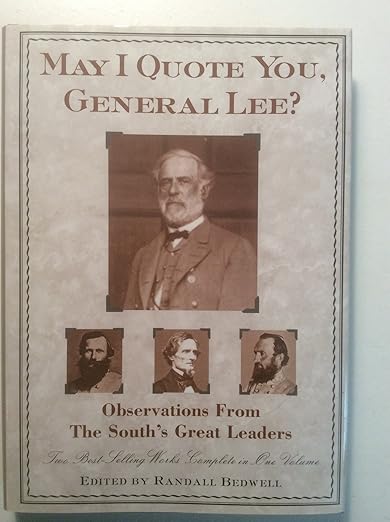 MAY I QUOTE YOU,
GENERAL LEE?
Observations From
The South's Great Leaders
Two Best-Selling Works Complete in One Volume
EDITED BY RANDALL BEDWELL